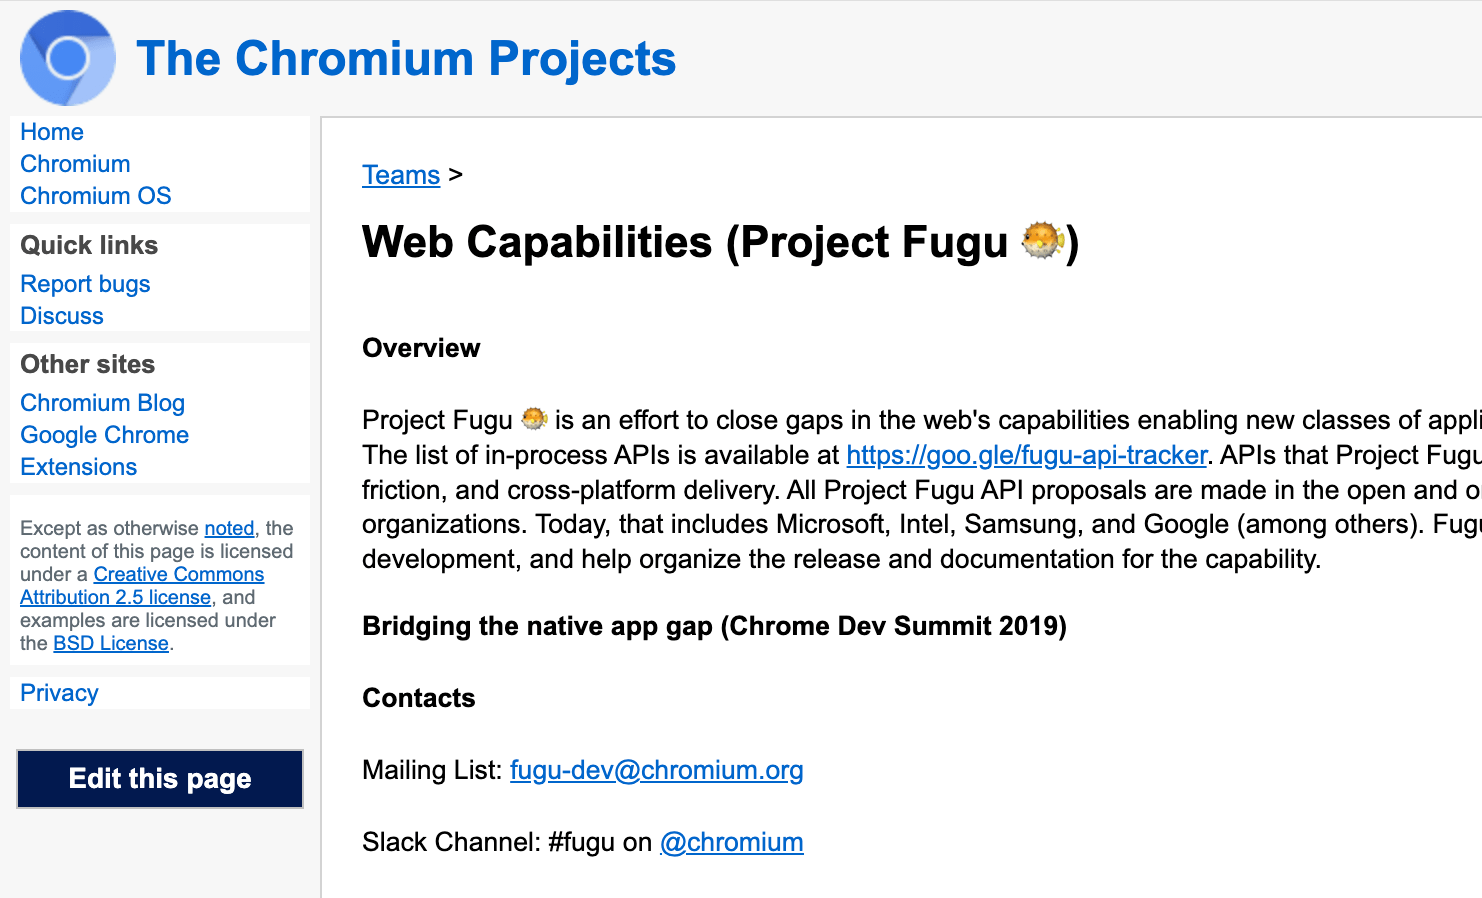 The Chromium Projects
Home
Chromium
Chromium OS
Quick links
Report bugs
Discuss
Other sites
Chromium Blog
Google Chrome
Extensions
Except as otherwise noted, the
content of this page is licensed
under a Creative Commons
Attribution 2.5 license, and
examples are licensed under
the BSD License.
Privacy
Edit this page
Teams >
Web Capabilities (Project Fugu 🐡)
Overview
Project Fugu 🐡 is an effort to close gaps in the web's capabilities enabling new classes of
The list of in-process APIs is available at https://goo.gle/fugu-api-tracker. APIs that Project Fugu
friction, and cross-platform delivery. All Project Fugu API proposals are made in the open and
organizations. Today, that includes Microsoft, Intel, Samsung, and Google (among others).
development, and help organize the release and documentation for the capability.
Bridging the native app gap (Chrome Dev Summit 2019)
Contacts
Mailing List: fugu-dev@chromium.org
Slack Channel: #fugu on @chromium